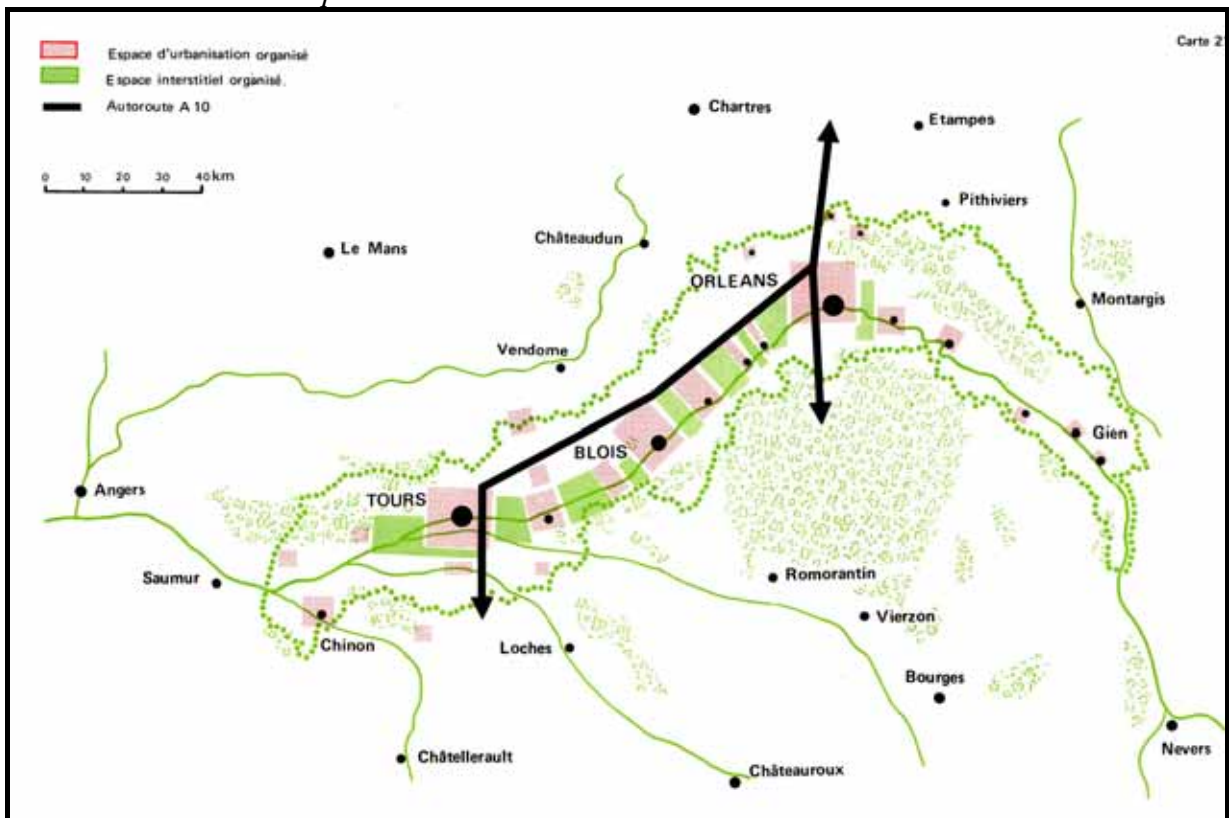 Carte 2
Espace d'urbanisation organisé
Espace interstitiel organisé.
Autoroute A 10
0 10 20 30 40 km
Chartres
Etampes
Pithiviers
Le Mans
Châteaudun
ORLEANS
Montargis
Vendome
BLOIS
Gien
Angers
TOURS
Saumur
Romorantin
Vierzon
Chinon
Loches
Bourges
Châtellerault
Châteauroux
Nevers